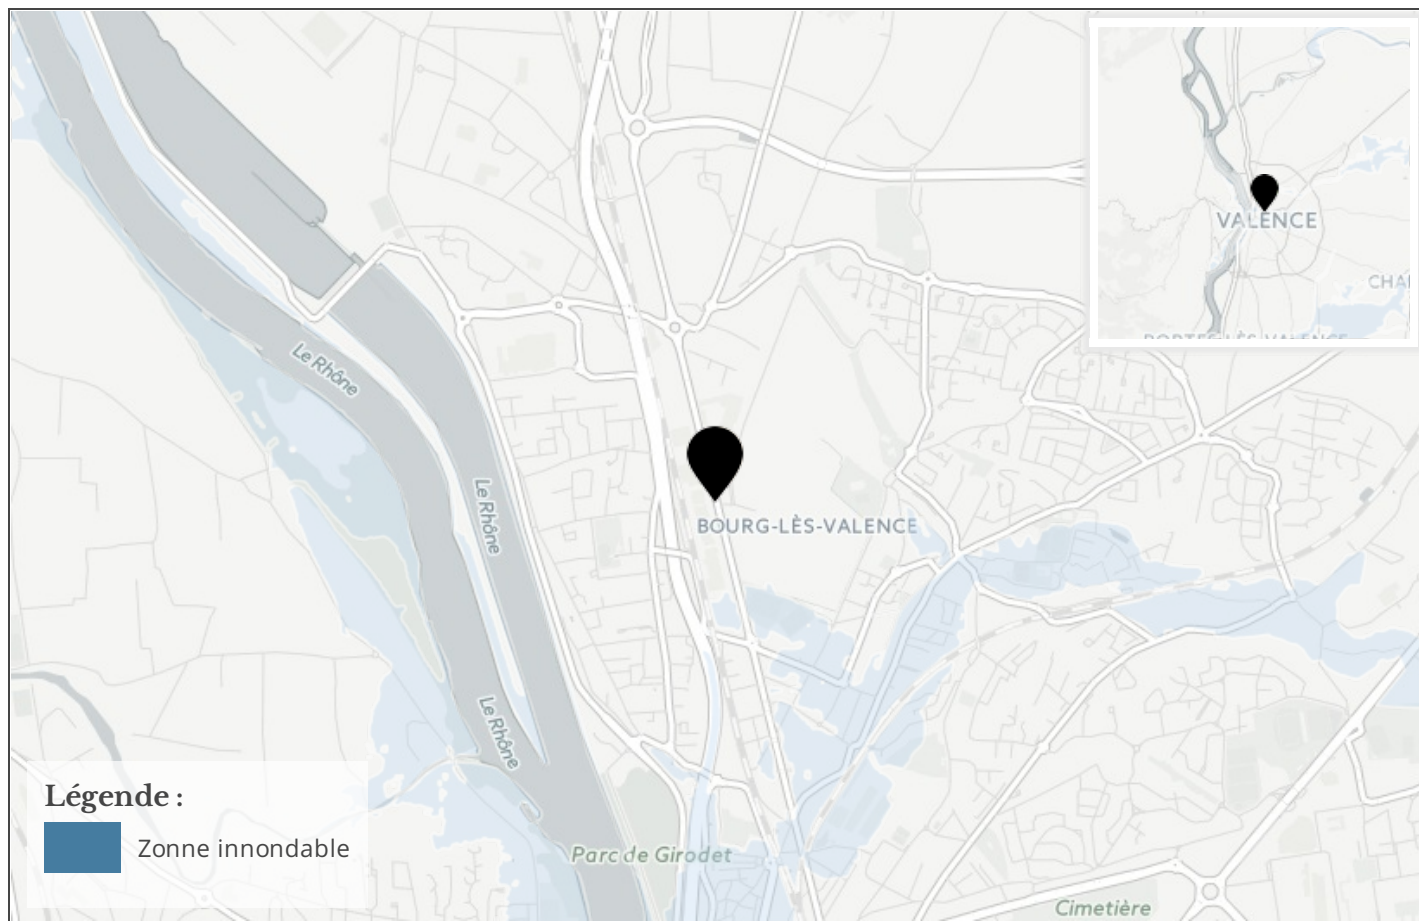 VALENCE
Le Rhône
Le Rhône
BOURG-LÈS-VALENCE
Le Rhône
Légende :
Zonne innondable
Parc de Girodet
Cimetière